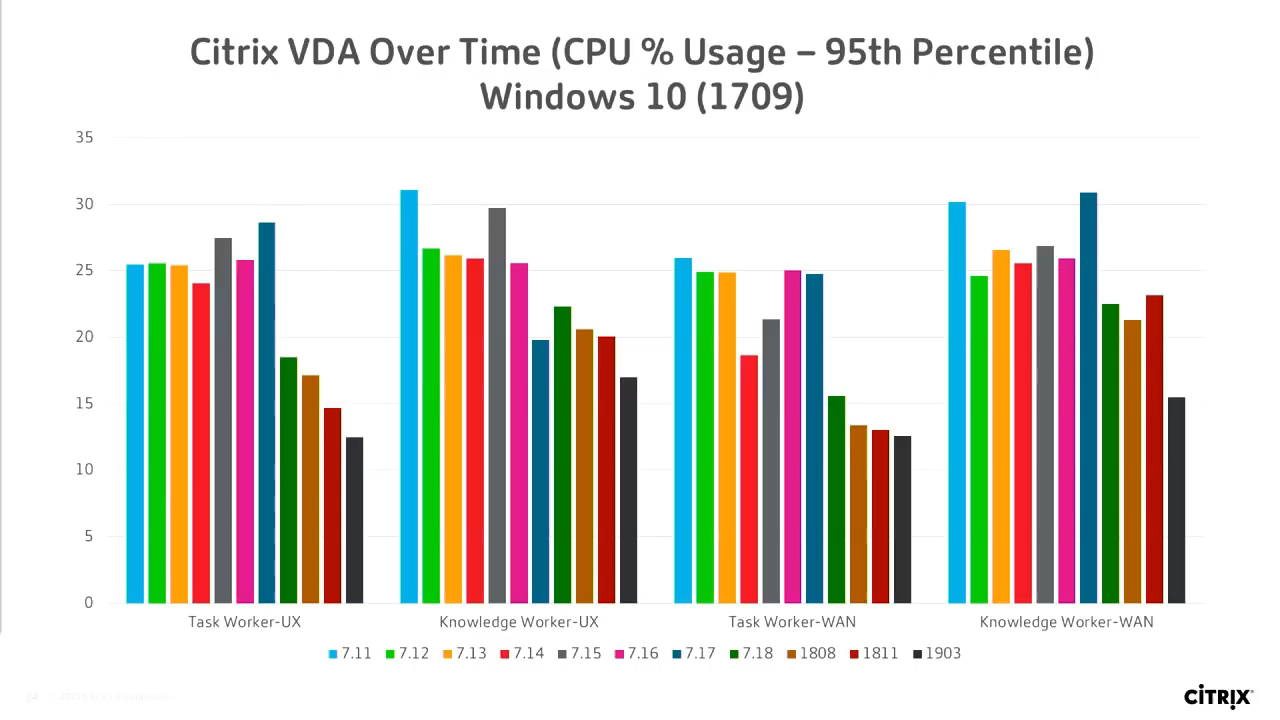 Citrix VDA Over Time (CPU % Usage – 95th Percentile)
Windows 10 (1709)
35
30
25
20
15
10
5
0
Task Worker-UX
Knowledge Worker-UX
Task Worker-WAN
Knowledge Worker-WAN
7.11 7.12 7.13 7.14 7.15 7.16 7.17 7.18 1808 1811 1903
24
CITRIX